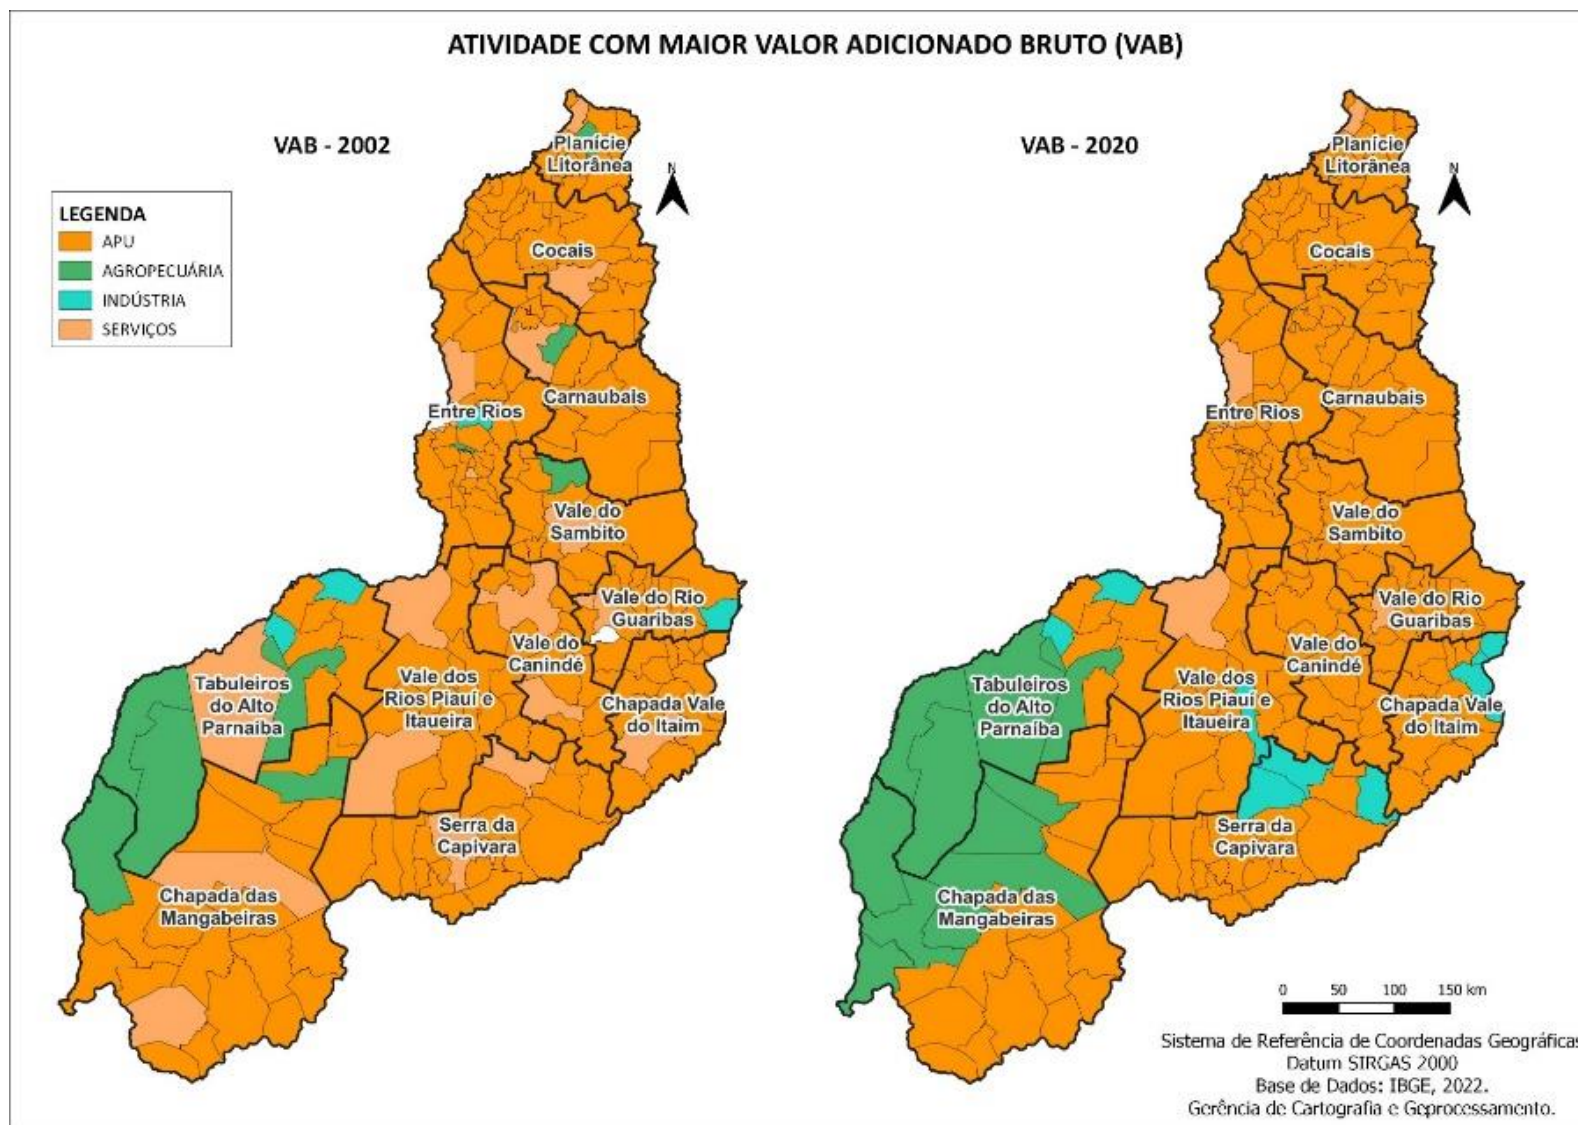 ATIVIDADE COM MAIOR VALOR ADICIONADO BRUTO (VAB)
VAB - 2002
LEGENDA
APU
AGROPECUÁRIA
INDÚSTRIA
SERVIÇOS
N
Planície
Litorânea
Cocais
Carnaubais
Entre Rios
Vale do
Sambito
Vale do Rio
Guaribas
Vale do
Canindé
Vale dos
Rios Piauí e
Itaueira
Tabuleiros
do Alto
Parnaíba
Chapada Vale
do Itaim
Serra da
Capivara
Chapada das
Mangabeiras
VAB - 2020
N
Planície
Litorânea
Cocais
Carnaubais
Entre Rios
Vale do
Sambito
Vale do Rio
Guaribas
Vale do
Canindé
Vale dos
Rios Piauí e
Itaueira
Tabuleiros
do Alto
Parnaíba
Chapada Vale
do Itaim
Serra da
Capivara
Chapada das
Mangabeiras
0 50 100 150 km
Sistema de Referência de Coordenadas Geográficas
Datum SIRGAS 2000
Base de Dados: IBGE, 2022.
Gerência de Cartografia e Geprocessamento.